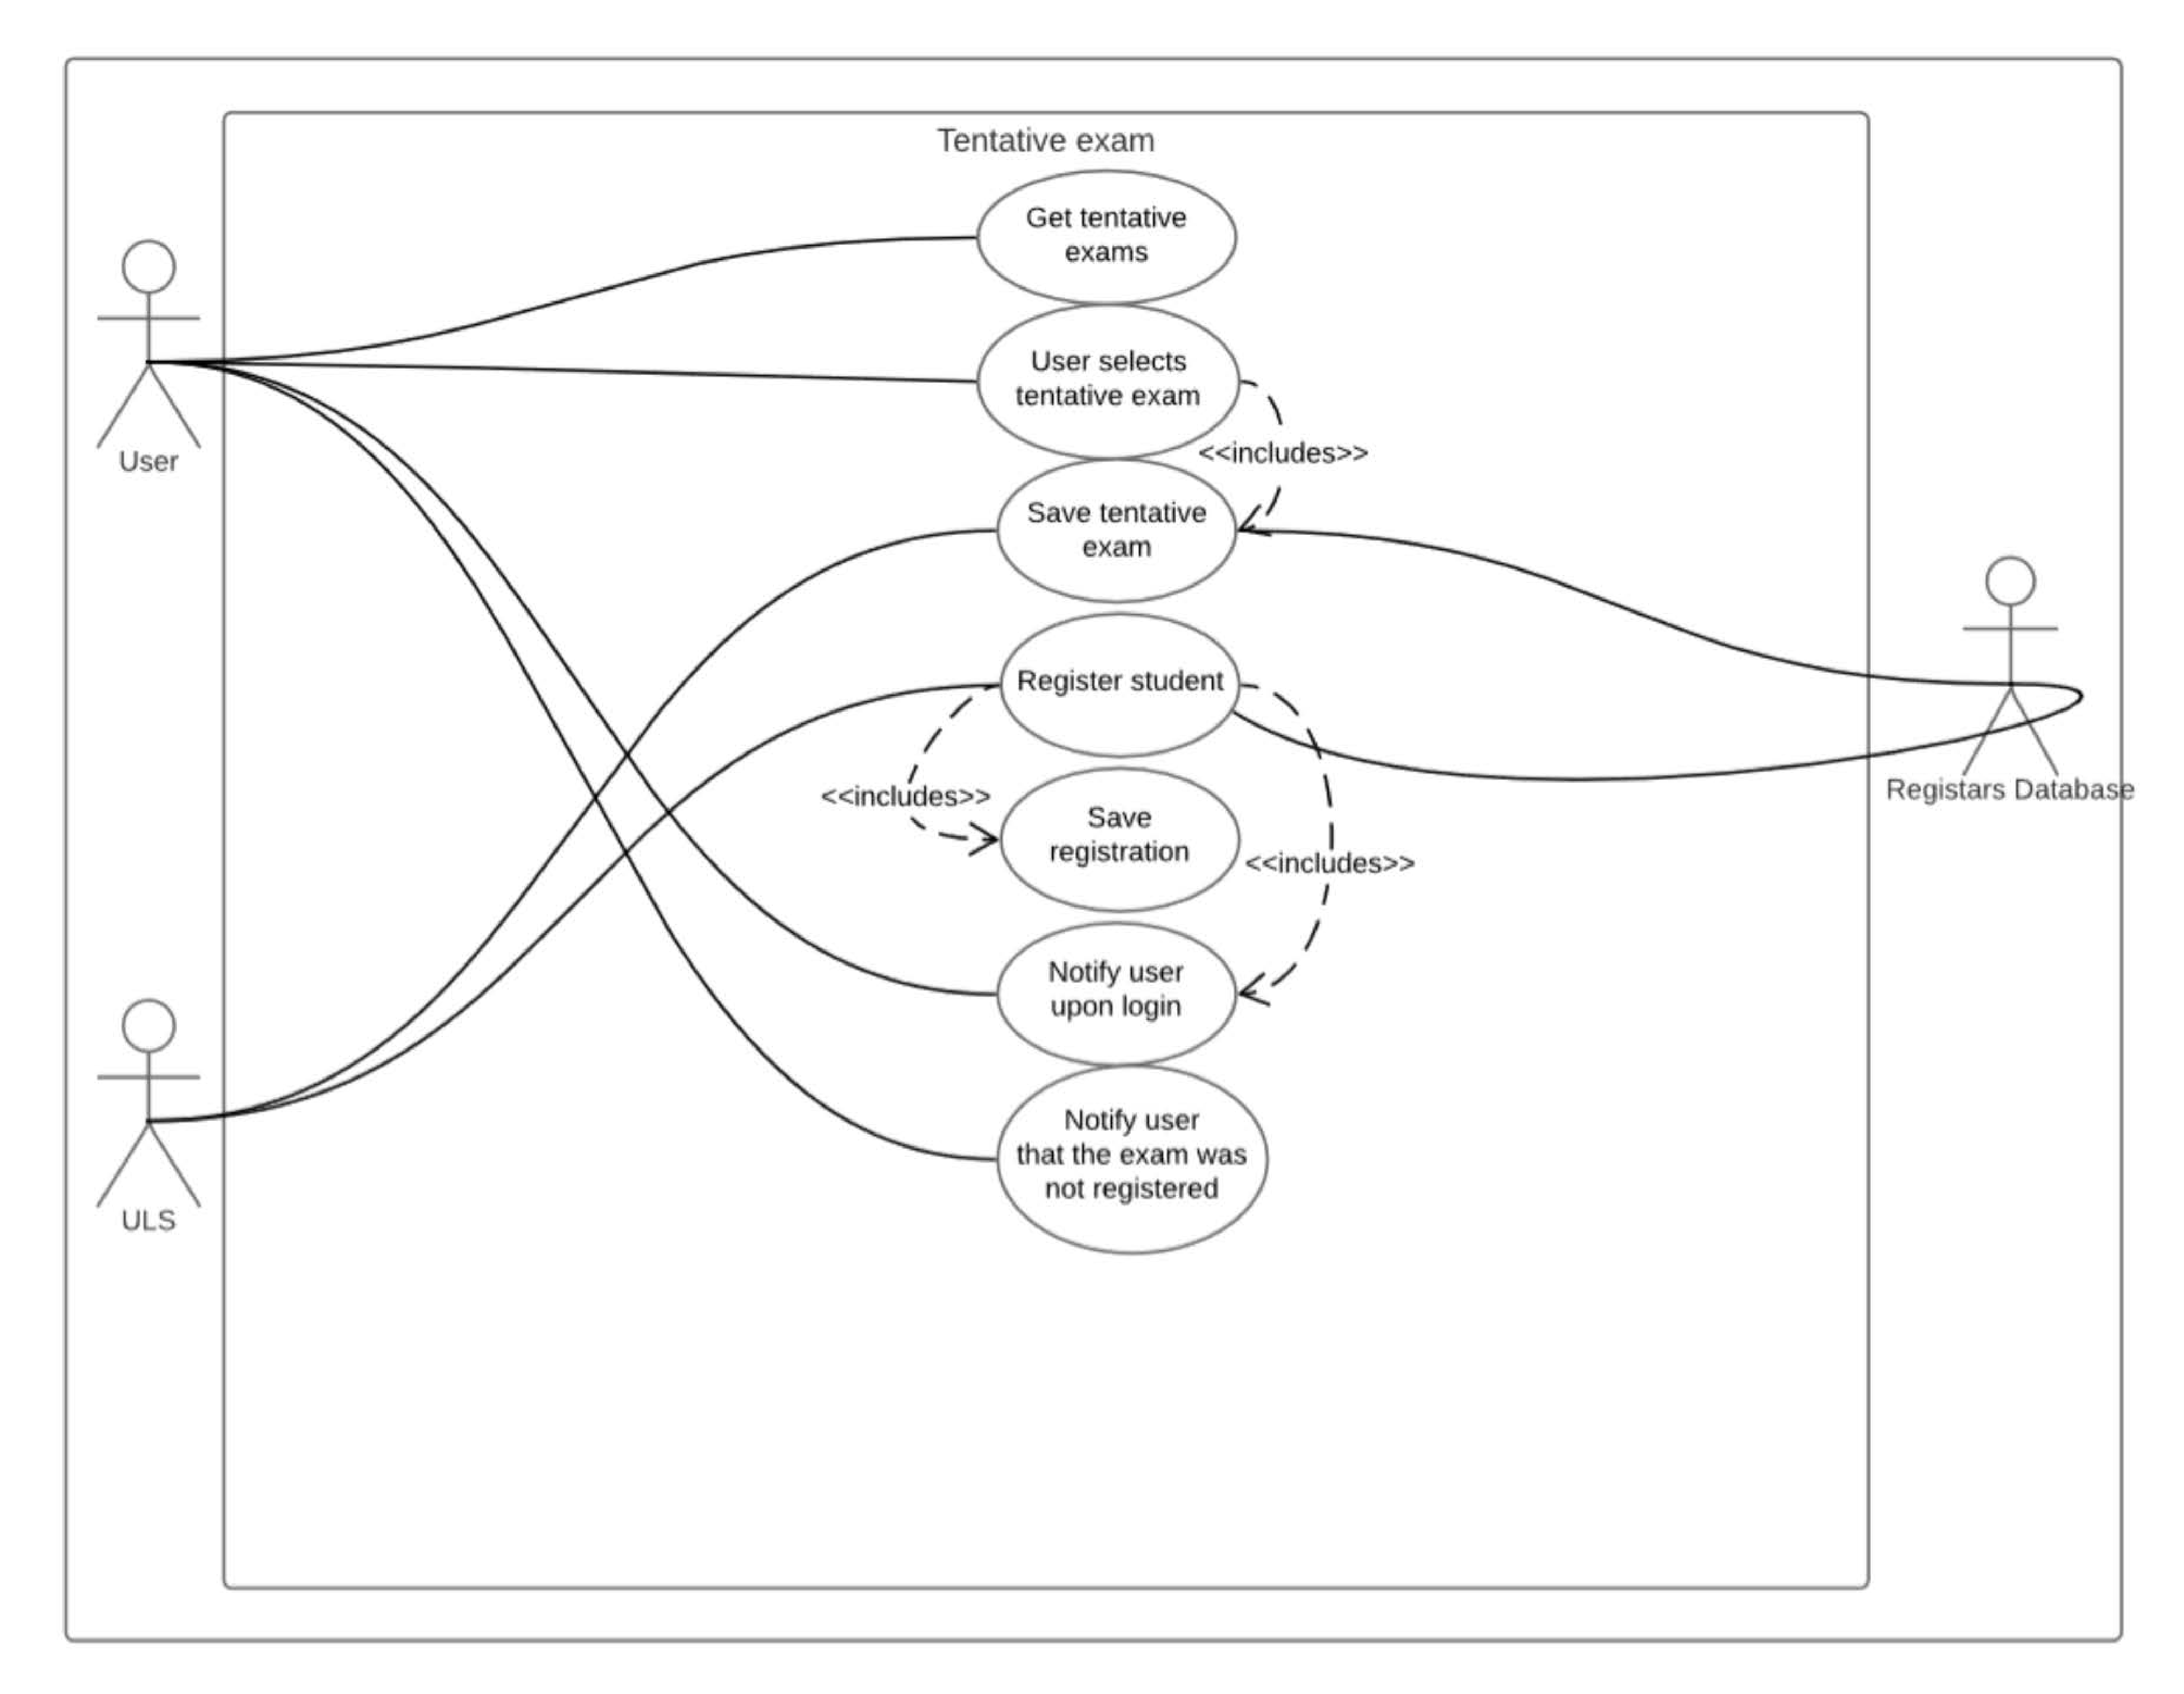 Tentative exam
Get tentative
exams
User selects
tentative exam
User
<<includes>>
Save tentative
exam
Register student
<<includes>>
Save
registration
Registars Database
<<includes>>
Notify user
upon login
Notify user
that the exam was
not registered
ULS